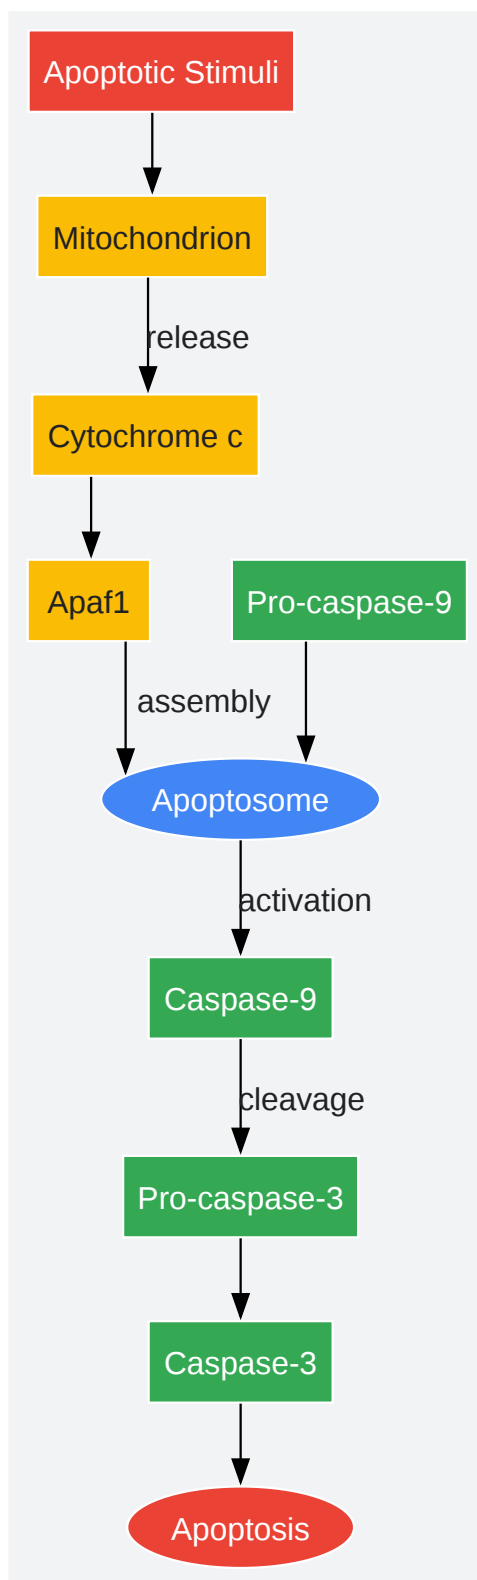 Apoptotic Stimuli
Mitochondrion
release
Cytochrome c
Apaf1
Pro-caspase-9
assembly
Apoptosome
activation
Caspase-9
cleavage
Pro-caspase-3
Caspase-3
Apoptosis